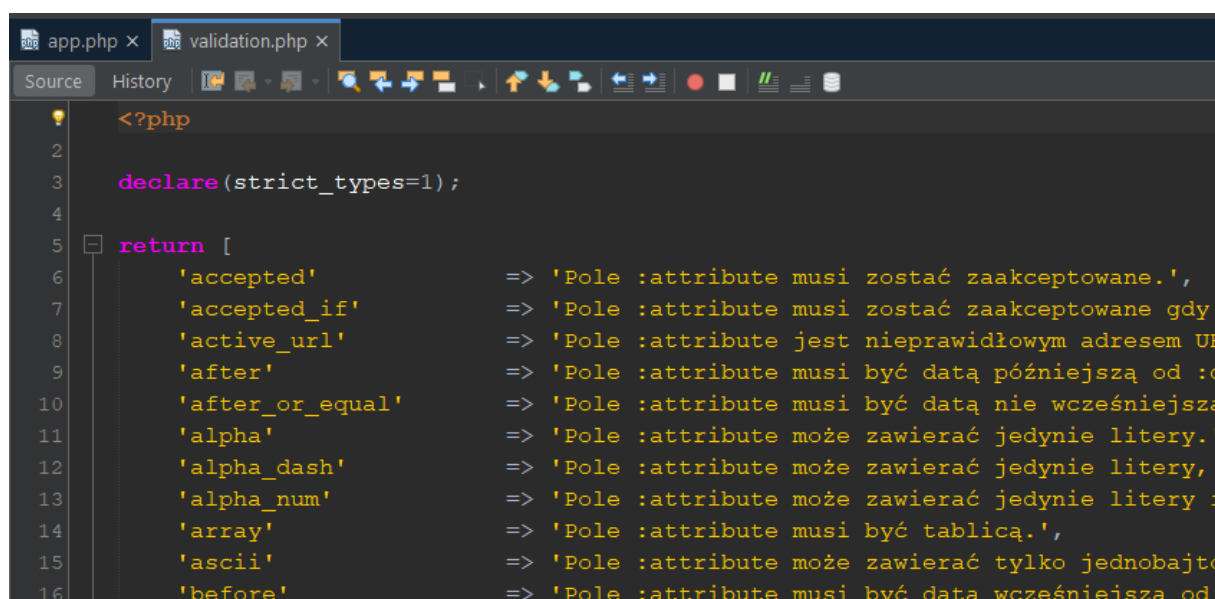 app.php
validation.php
Source History
<?php
2
3 declare(strict_types=1);
4
5 return [
6 'accepted' => 'Pole :attribute musi zostać zaakceptowane.',
7 'accepted_if' => 'Pole :attribute musi zostać zaakceptowane gdy
8 'active_url' => 'Pole :attribute jest nieprawidłowym adresem
9 'after' => 'Pole :attribute musi być datą późniejszą od
10 'after_or_equal' => 'Pole :attribute musi być datą nie
11 'alpha' => 'Pole :attribute może zawierać jedynie litery.'
12 'alpha_dash' => 'Pole :attribute może zawierać jedynie litery,
13 'alpha_num' => 'Pole :attribute może zawierać jedynie litery
14 'array' => 'Pole :attribute musi być tablicą.',
15 'ascii' => 'Pole :attribute może zawierać tylko
16 'before' => 'Pole :attribute musi być datą wcześniejszą od